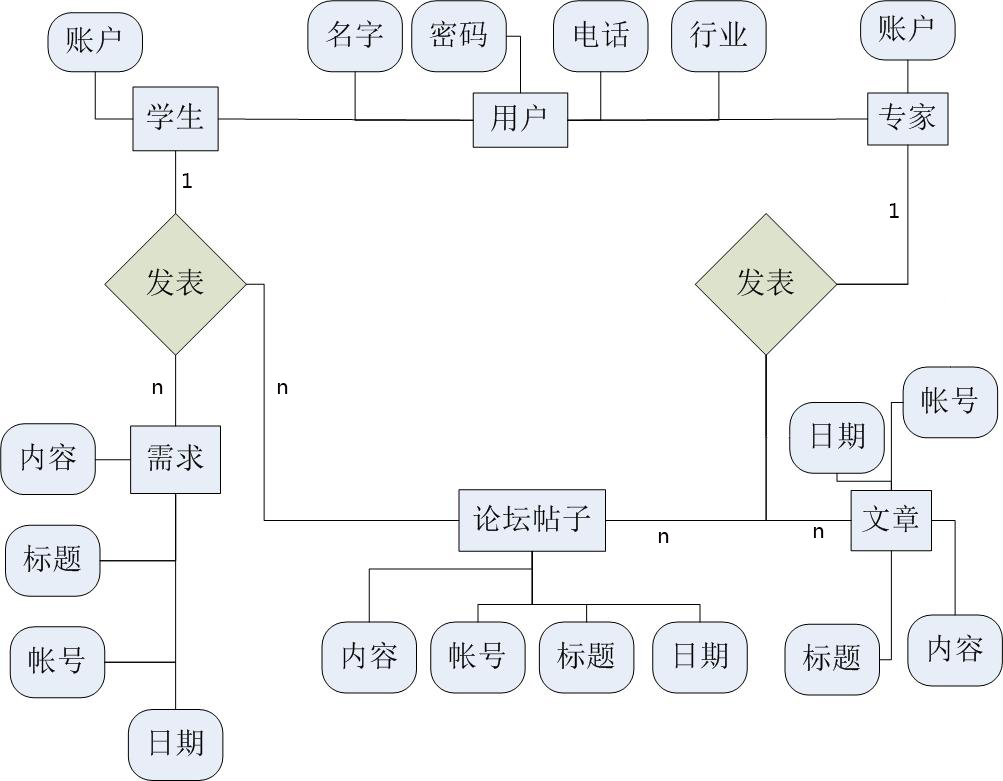 账户
名字
密码
电话
行业
账户
学生
用户
专家
1
1
发表
发表
n
n
帐号
日期
内容
需求
论坛帖子
文章
n
n
标题
内容
帐号
标题
日期
标题
内容
帐号
日期